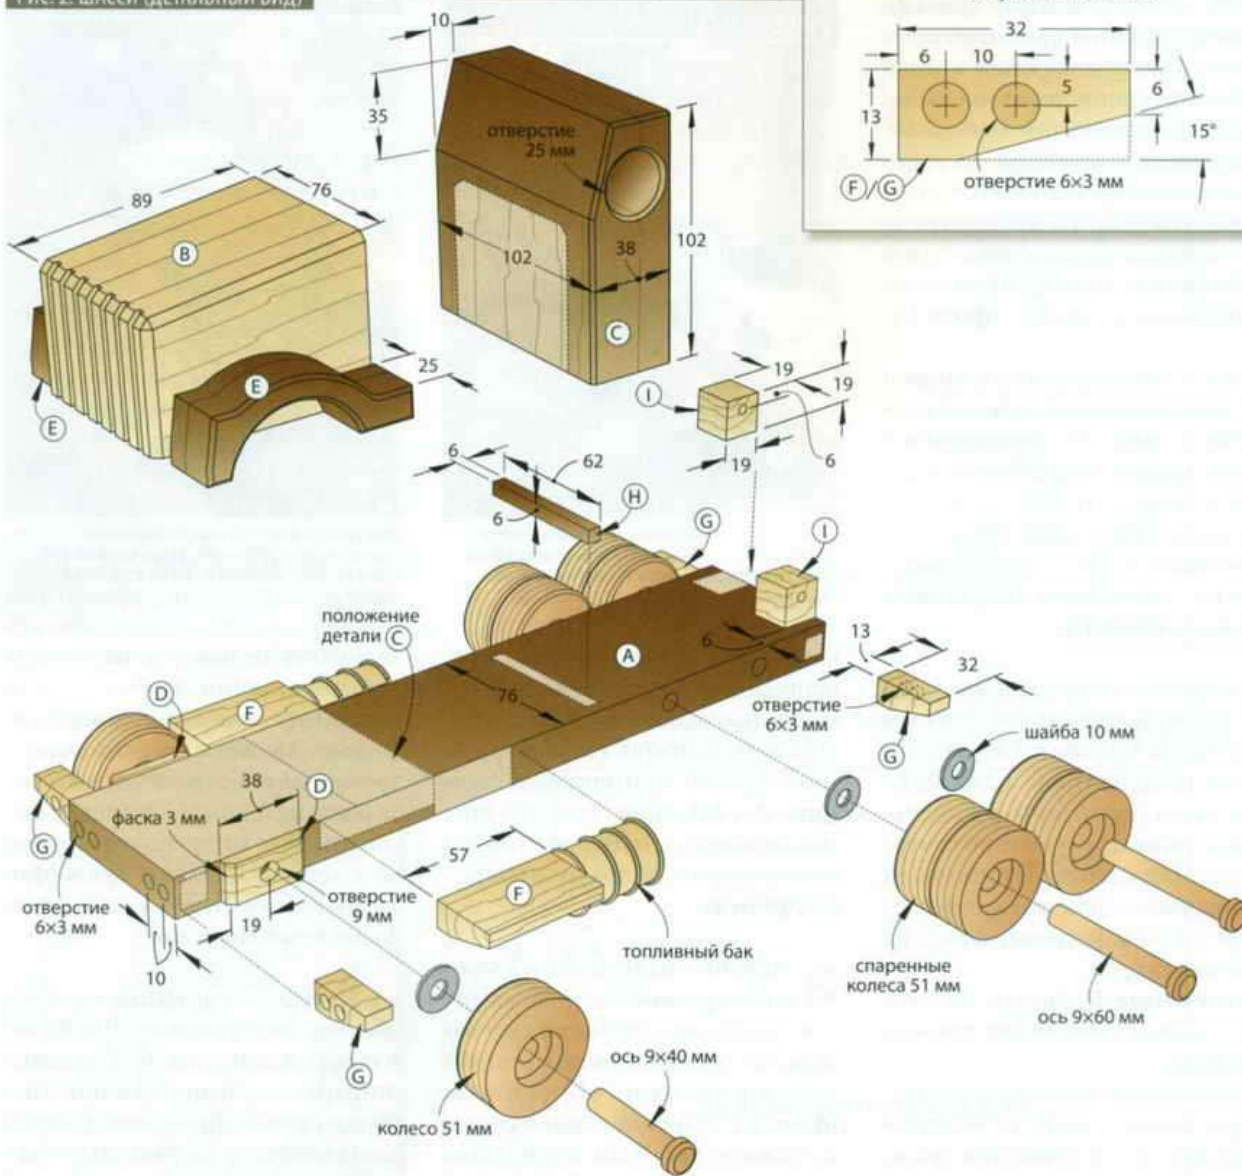 Рис. 2. Шасси (детальный вид)
10
35
отверстие
25 мм
102
38
102
C
32
6
10
5
6
13
15°
F/G
отверстие 6×3 мм
89
76
B
E
E
25
I
19
19
6
19
6
6
62
6
H
G
I
положение
детали C
A
6
76
13
32
отверстие
6×3 мм
G
шайба 10 мм
D
F
38
D
фаска 3 мм
G
57
F
отверстие
6×3 мм
19
отверстие
9 мм
10
топливный бак
спаренные
колеса 51 мм
ось 9×60 мм
G
ось 9×40 мм
колесо 51 мм